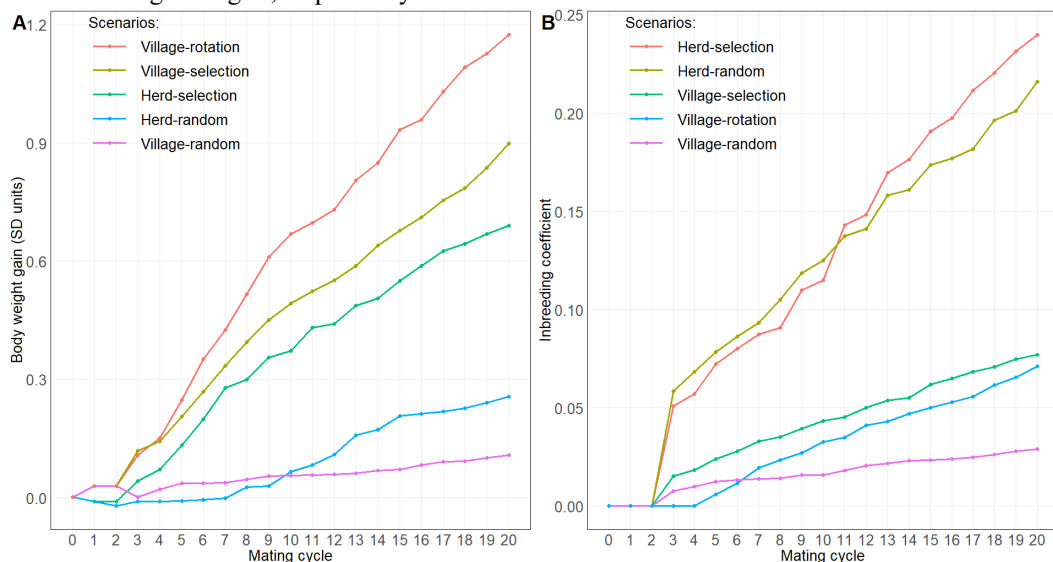 A
Scenarios:
Village-rotation
Village-selection
Herd-selection
Herd-random
Village-random
Body weight gain (SD units)
1.2
0.9
0.6
0.3
0.0
0 1 2 3 4 5 6 7 8 9 10 11 12 13 14 15 16 17 18 19 20
Mating cycle
B
Scenarios:
Herd-selection
Herd-random
Village-selection
Village-rotation
Village-random
Inbreeding coefficient
0.25
0.20
0.15
0.10
0.05
0.00
0 1 2 3 4 5 6 7 8 9 10 11 12 13 14 15 16 17 18 19 20
Mating cycle